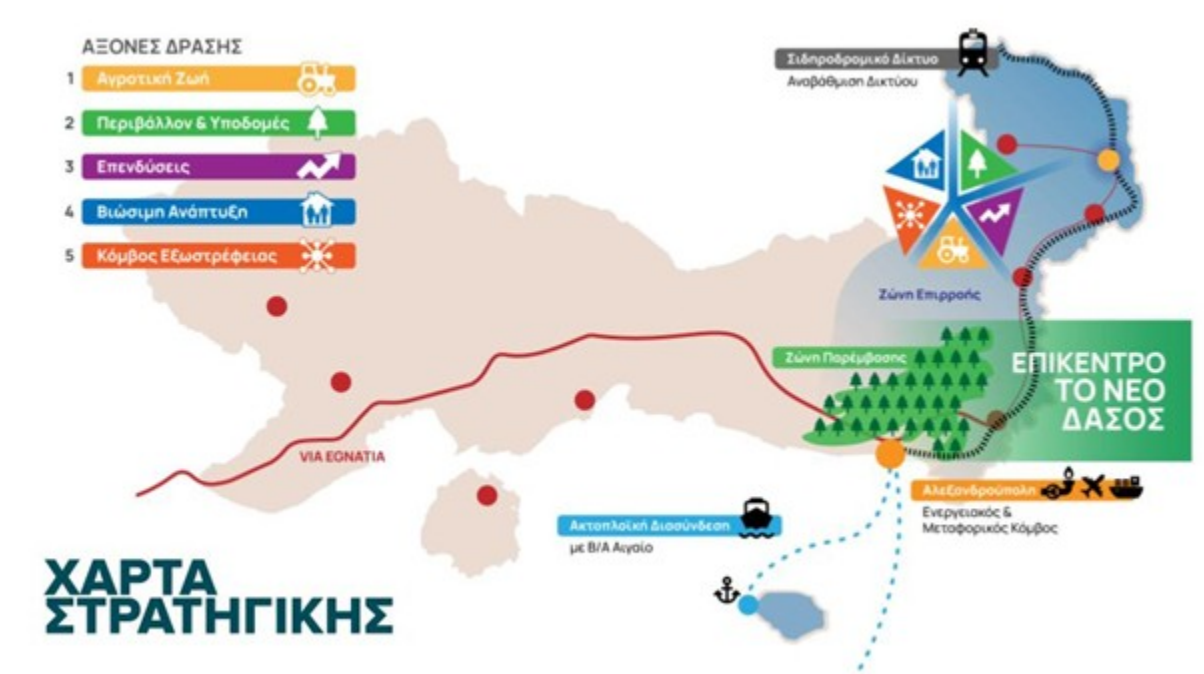 ΑΞΟΝΕΣ ΔΡΑΣΗΣ
1 Αγροτική Ζωή
2 Περιβάλλον & Υποδομές
3 Επενδύσεις
4 Βιώσιμη Ανάπτυξη
5 Κόμβος Εξωστρέφειας
Σιδηροδρομικό Δίκτυο
Αναβάθμιση Δικτύου
Ζώνη Επιρροής
Ζώνη Παρέμβασης
ΕΠΙΚΕΝΤΡΟ
ΤΟ ΝΕΟ
ΔΑΣΟΣ
VIA EGNATIA
Αλεξανδρούπολη
Ενεργειακός &
Μεταφορικός Κόμβος
Ακτοπλοϊκή Διασύνδεση
με Β/Α Αιγαίο
ΧΑΡΤΑ
ΣΤΡΑΤΗΓΙΚΗΣ